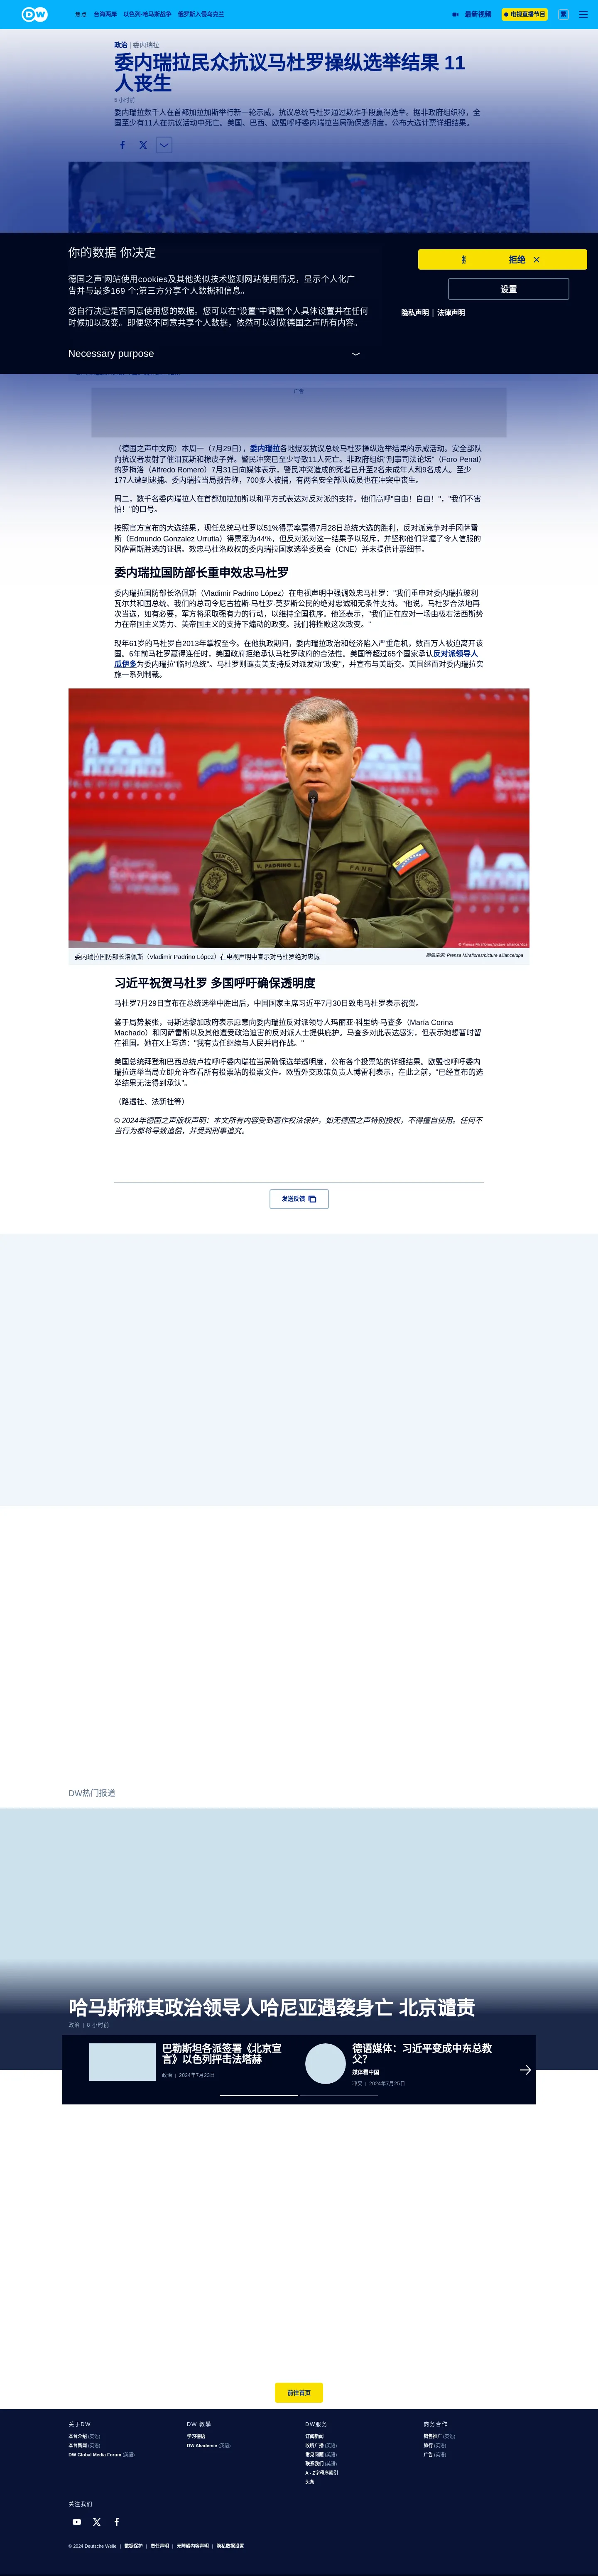 DW
焦点 台海两岸 以色列-哈马斯战争 俄罗斯入侵乌克兰
最新视频
电视直播节目
繁
政治 | 委内瑞拉
委内瑞拉民众抗议马杜罗操纵选举结果 11
人丧生
5 小时前
委内瑞拉数千人在首都加拉加斯举行新一轮示威，抗议总统马杜罗通过欺诈手段赢得选举。据非政府组织称，全
国至少有11人在抗议活动中死亡。美国、巴西、欧盟呼吁委内瑞拉当局确保透明度，公布大选计票详细结果。
你的数据 你决定
德国之声'网站使用cookies及其他类似技术监测网站使用情况，显示个人化广
告并与最多169 个;第三方分享个人数据和信息。
您自行决定是否同意使用您的数据。您可以在“设置”中调整个人具体设置并在任何
时候加以改变。即便您不同意共享个人数据，依然可以浏览德国之声所有内容。
Necessary purpose
拒绝
设置
隐私声明 | 法律声明
广告
（德国之声中文网）本周一（7月29日），委内瑞拉各地爆发抗议总统马杜罗操纵选举结果的示威活动。安全部队
向抗议者发射了催泪瓦斯和橡皮子弹。警民冲突已至少导致11人死亡。非政府组织"刑事司法论坛"（Foro Penal）
的罗梅洛（Alfredo Romero）7月31日向媒体表示，警民冲突造成的死者已升至2名未成年人和9名成人。至少
177人遭到逮捕。委内瑞拉当局报告称，700多人被捕，有两名安全部队成员也在冲突中丧生。
周二，数千名委内瑞拉人在首都加拉加斯以和平方式表达对反对派的支持。他们高呼"自由！自由！"，"我们不害
怕！"的口号。
按照官方宣布的大选结果，现任总统马杜罗以51%得票率赢得7月28日总统大选的胜利，反对派竞争对手冈萨雷
斯（Edmundo Gonzalez Urrutia）得票率为44%，但反对派对这一结果予以驳斥，并坚称他们掌握了令人信服的
冈萨雷斯胜选的证据。效忠马杜洛政权的委内瑞拉国家选举委员会（CNE）并未提供计票细节。
委内瑞拉国防部长重申效忠马杜罗
委内瑞拉国防部长洛佩斯（Vladimir Padrino López）在电视声明中强调效忠马杜罗："我们重申对委内瑞拉玻利
瓦尔共和国总统、我们的总司令尼古拉斯·马杜罗·莫罗斯公民的绝对忠诚和无条件支持。"他说，马杜罗合法地再
次当选，如有必要，军方将采取强有力的行动，以维持全国秩序。他还表示，"我们正在应对一场由极右法西斯势
力在帝国主义势力、美帝国主义的支持下煽动的政变。我们将挫败这次政变。"
现年61岁的马杜罗自2013年掌权至今。在他执政期间，委内瑞拉政治和经济陷入严重危机，数百万人被迫离开该
国。6年前马杜罗赢得连任时，美国政府拒绝承认马杜罗政府的合法性。美国等超过65个国家承认反对派领导人
瓜伊多为委内瑞拉"临时总统"。马杜罗则谴责美支持反对派发动"政变"，并宣布与美断交。美国继而对委内瑞拉实
施一系列制裁。
V. PADRINO L.
FANB
© Prensa Miraflores/picture alliance/dpa
委内瑞拉国防部长洛佩斯（Vladimir Padrino López）在电视声明中宣示对马杜罗绝对忠诚
图像来源: Prensa Miraflores/picture alliance/dpa
习近平祝贺马杜罗 多国呼吁确保透明度
马杜罗7月29日宣布在总统选举中胜出后，中国国家主席习近平7月30日致电马杜罗表示祝贺。
鉴于局势紧张，哥斯达黎加政府表示愿意向委内瑞拉反对派领导人玛丽亚·科里纳·马查多（María Corina
Machado）和冈萨雷斯以及其他遭受政治迫害的反对派人士提供庇护。马查多对此表达感谢，但表示她想暂时留
在祖国。她在X上写道："我有责任继续与人民并肩作战。"
美国总统拜登和巴西总统卢拉呼吁委内瑞拉当局确保选举透明度，公布各个投票站的详细结果。欧盟也呼吁委内
瑞拉选举当局立即允许查看所有投票站的投票文件。欧盟外交政策负责人博雷利表示，在此之前，"已经宣布的选
举结果无法得到承认"。
（路透社、法新社等）
© 2024年德国之声版权声明：本文所有内容受到著作权法保护，如无德国之声特别授权，不得擅自使用。任何不
当行为都将导致追偿，并受到刑事追究。
发送反馈
DW热门报道
哈马斯称其政治领导人哈尼亚遇袭身亡 北京谴责
政治 | 8 小时前
巴勒斯坦各派签署《北京宣
言》以色列抨击法塔赫
政治 | 2024年7月23日
德语媒体：习近平变成中东总教
父?
媒体看中国
冲突 | 2024年7月25日
前往首页
关于DW
本台介绍 (英语)
本台新闻 (英语)
DW Global Media Forum (英语)
DW 教學
学习德语
DW Akademie (英语)
DW服务
订阅新闻
收听广播 (英语)
常见问题 (英语)
联系我们 (英语)
A - Z字母序索引
头条
商务合作
销售推广 (英语)
旅行 (英语)
广告 (英语)
关注我们
© 2024 Deutsche Welle | 数据保护 | 责任声明 | 无障碍内容声明 | 隐私数据设置